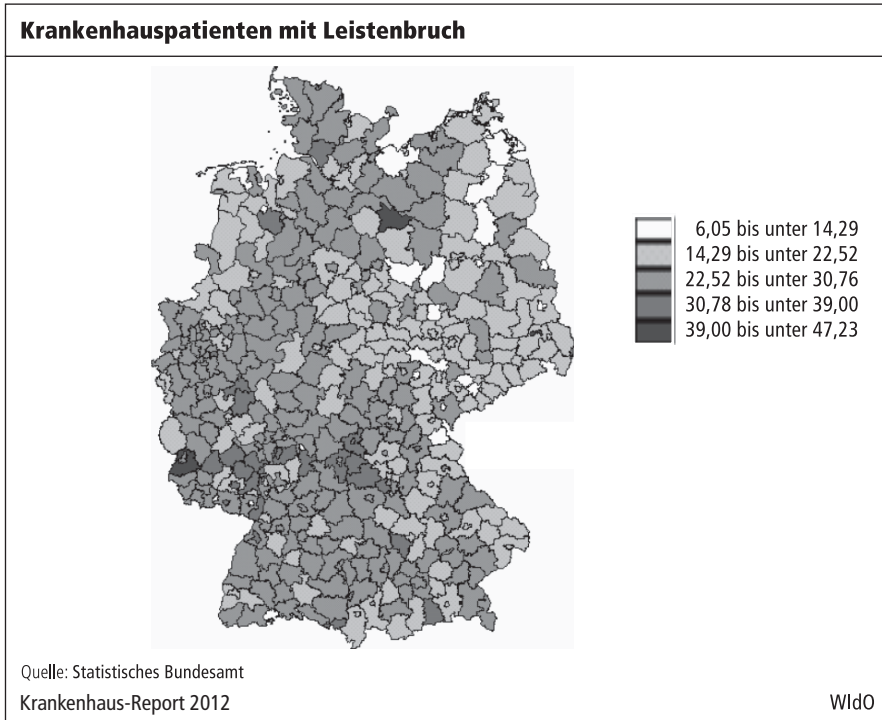 Krankenhauspatienten mit Leistenbruch
6,05 bis unter 14,29
14,29 bis unter 22,52
22,52 bis unter 30,76
30,78 bis unter 39,00
39,00 bis unter 47,23
Quelle: Statistisches Bundesamt
Krankenhaus-Report 2012 WIdO